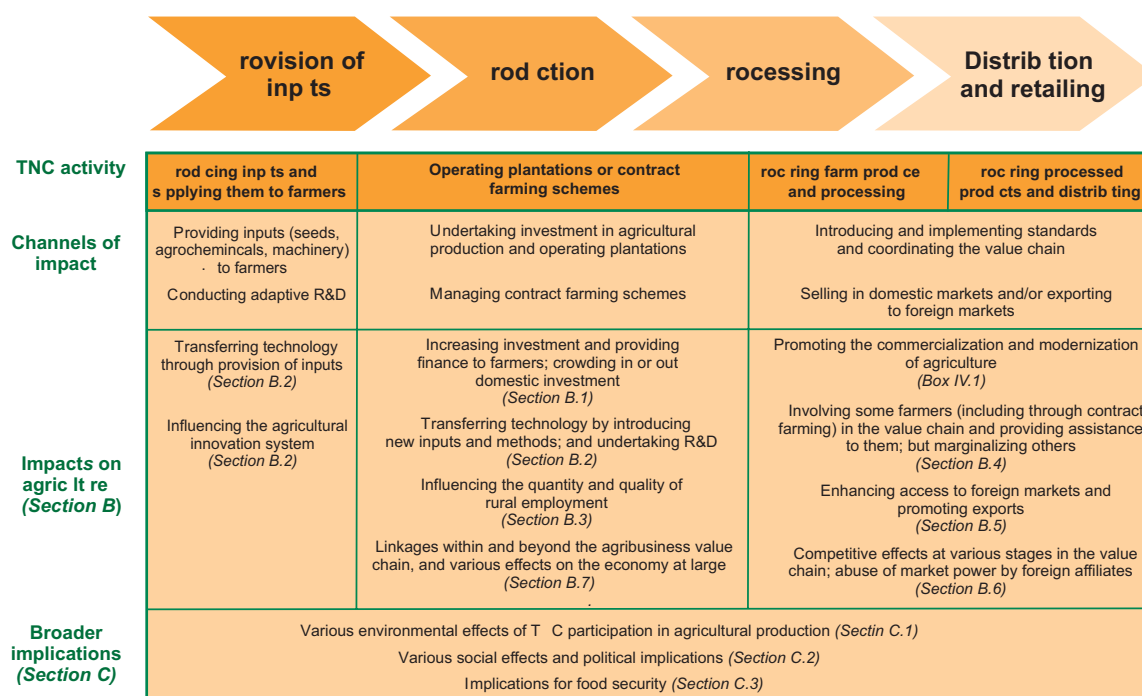 rovision of
inp ts
rod ction
rocessing
Distrib tion
and retailing
TNC activity
rod cing inp ts and
s pplying them to farmers
Operating plantations or contract
farming schemes
roc ring farm prod ce
and processing
roc ring processed
prod cts and distrib ting
Channels of
impact
Providing inputs (seeds,
agrochemincals, machinery)
· to farmers
Conducting adaptive R&D
Undertaking investment in agricultural
production and operating plantations
Managing contract farming schemes
Introducing and implementing standards
and coordinating the value chain
Selling in domestic markets and/or exporting
to foreign markets
Impacts on
agric lt re
(Section B)
Transferring technology
through provision of inputs
(Section B.2)
Influencing the agricultural
innovation system
(Section B.2)
Increasing investment and providing
finance to farmers; crowding in or out
domestic investment
(Section B.1)
Transferring technology by introducing
new inputs and methods; and undertaking R&D
(Section B.2)
Influencing the quantity and quality of
rural employment
(Section B.3)
Linkages within and beyond the agribusiness value
chain, and various effects on the economy at large
(Section B.7)
Promoting the commercialization and modernization
of agriculture
(Box IV.1)
Involving some farmers (including through contract
farming) in the value chain and providing assistance
to them; but marginalizing others
(Section B.4)
Enhancing access to foreign markets and
promoting exports
(Section B.5)
Competitive effects at various stages in the value
chain; abuse of market power by foreign affiliates
(Section B.6)
Broader
implications
(Section C)
Various environmental effects of T C participation in agricultural production (Sectin C.1)
Various social effects and political implications (Section C.2)
Implications for food security (Section C.3)